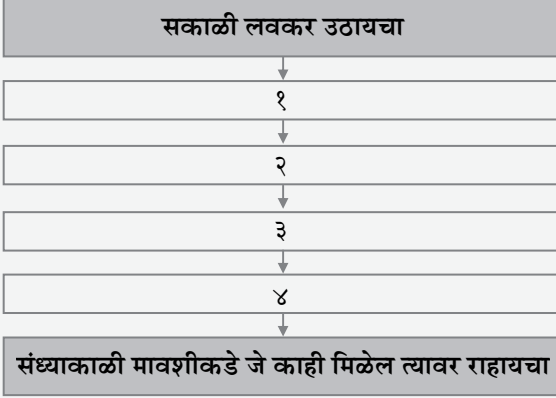 सकाळी लवकर उठायचा
१
२
३
४
संध्याकाळी मावशीकडे जे काही मिळेल त्यावर राहायचा